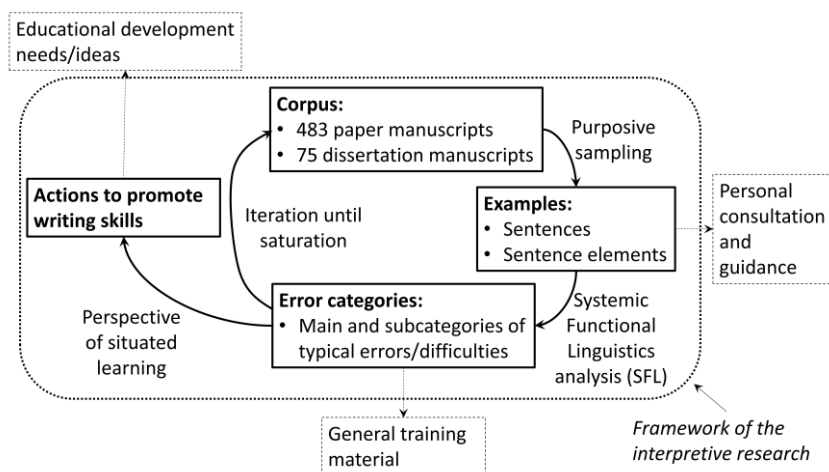 Educational development
needs/ideas
Corpus:
• 483 paper manuscripts
• 75 dissertation manuscripts
Purposive
sampling
Actions to promote
writing skills
Iteration until
saturation
Examples:
• Sentences
• Sentence elements
Personal
consultation
and
guidance
Error categories:
• Main and subcategories of
typical errors/difficulties
Perspective
of situated
learning
Systemic
Functional
Linguistics
analysis (SFL)
General training
material
Framework of the
interpretive research